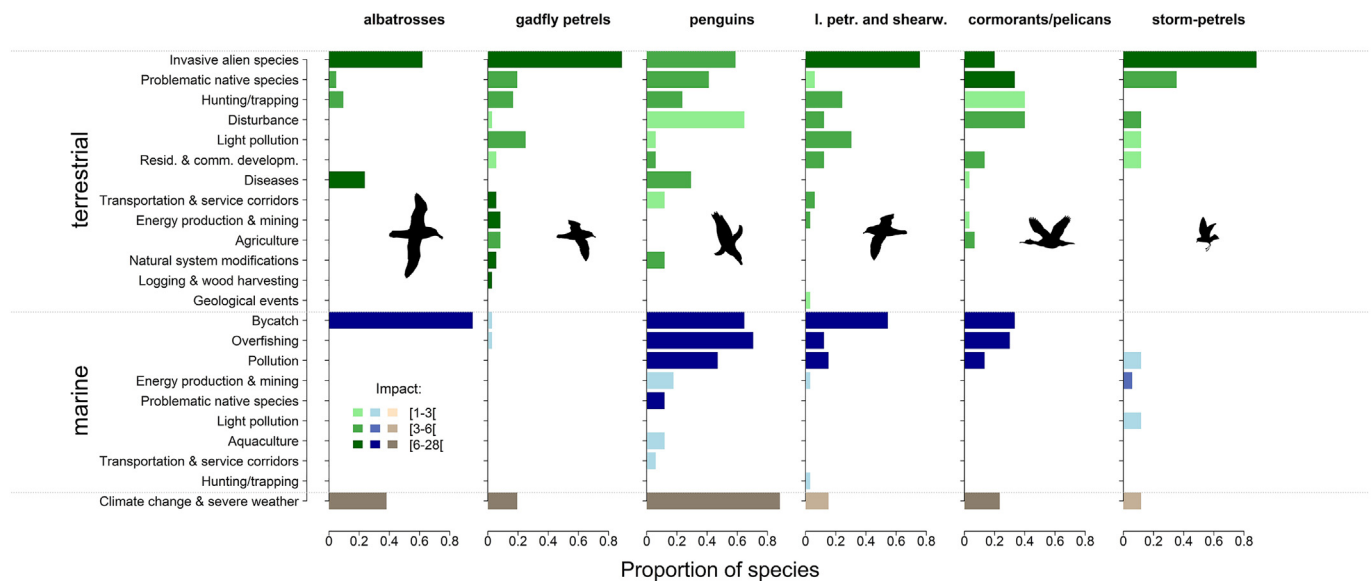 albatrosses gadfly petrels penguins l. petr. and shearw. cormorants/pelicans storm-petrels
terrestrial
Invasive alien species
Problematic native species
Hunting/trapping
Disturbance
Light pollution
Resid. & comm. developm.
Diseases
Transportation & service corridors
Energy production & mining
Agriculture
Natural system modifications
Logging & wood harvesting
Geological events
marine
Bycatch
Overfishing
Pollution
Energy production & mining
Problematic native species
Light pollution
Aquaculture
Transportation & service corridors
Hunting/trapping
Climate change & severe weather
Impact:
[1-3[
[3-6[
[6-28[
0 0.2 0.4 0.6 0.8 0 0.2 0.4 0.6 0.8 0 0.2 0.4 0.6 0.8 0 0.2 0.4 0.6 0.8 0 0.2 0.4 0.6 0.8 0 0.2 0.4 0.6 0.8
Proportion of species